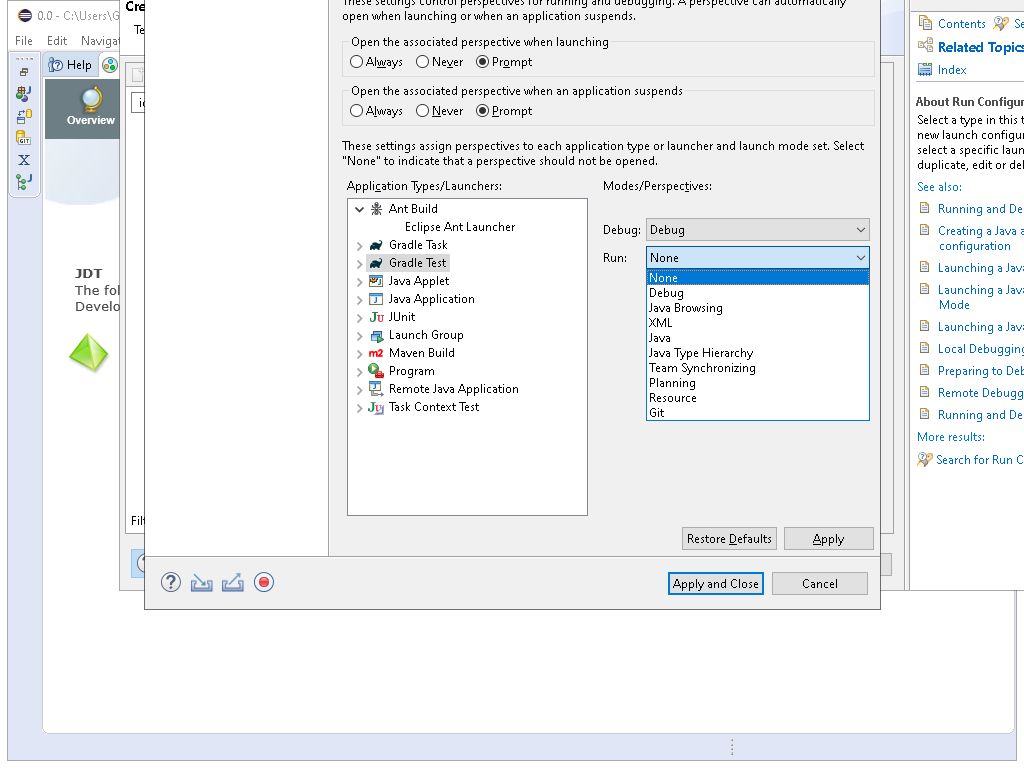 0.0 - C:\Users\G
File Edit Navigat
Help
Overview
JDT
The fol
Develo
Cre
Te
Filt
These settings control perspectives for running and debugging. A perspective can automatically
open when launching or when an application suspends.
Open the associated perspective when launching
Always Never Prompt
Open the associated perspective when an application suspends
Always Never Prompt
These settings assign perspectives to each application type or launcher and launch mode set. Select
"None" to indicate that a perspective should not be opened.
Application Types/Launchers:
Ant Build
Eclipse Ant Launcher
Gradle Task
Gradle Test
Java Applet
Java Application
JUnit
Launch Group
Maven Build
Program
Remote Java Application
Task Context Test
Modes/Perspectives:
Debug: Debug
Run: None
None
Debug
Java Browsing
XML
Java
Java Type Hierarchy
Team Synchronizing
Planning
Resource
Git
Restore Defaults Apply
Apply and Close Cancel
Contents Se
Related Topics
Index
About Run Configur
Select a type in this t
new launch configur
select a specific laun
duplicate, edit or del
See also:
Running and De
Creating a Java a
configuration
Launching a Java
Launching a Java
Mode
Launching a Java
Local Debugging
Preparing to Deb
Remote Debugg
Running and De
More results:
Search for Run C